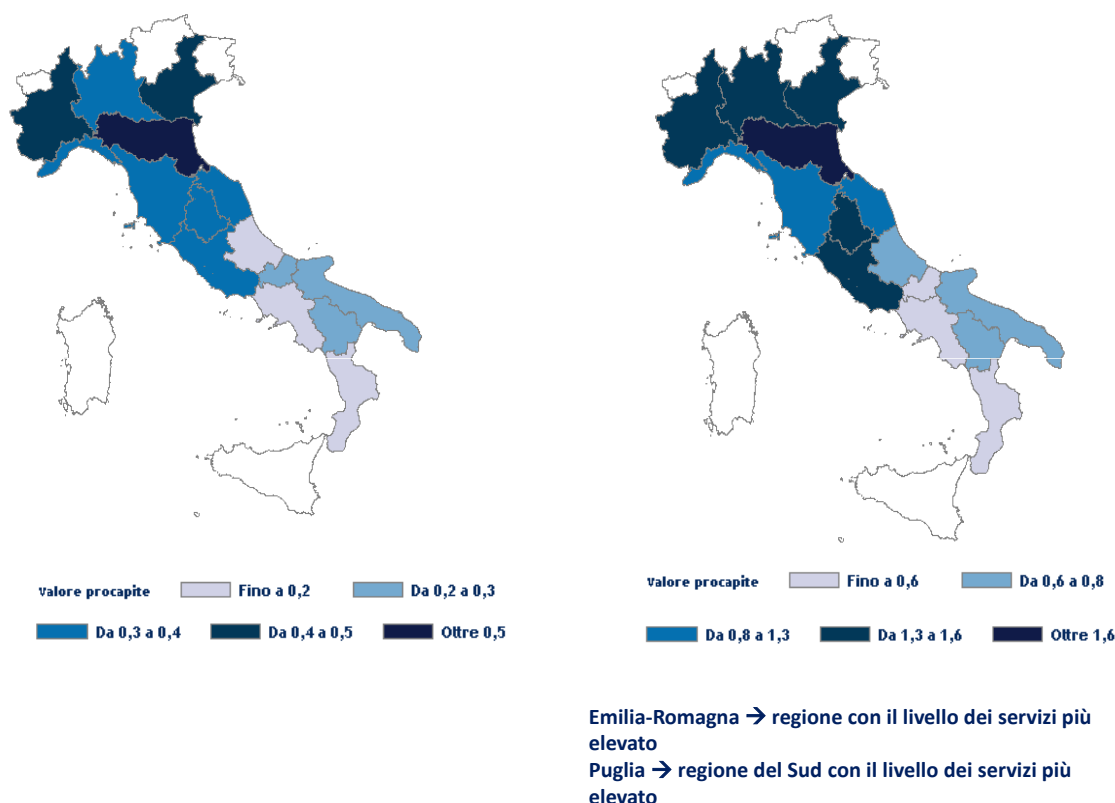 Valore procapite Fino a 0,2 Da 0,2 a 0,3
Da 0,3 a 0,4 Da 0,4 a 0,5 Oltre 0,5
Valore procapite Fino a 0,6 Da 0,6 a 0,8
Da 0,8 a 1,3 Da 1,3 a 1,6 Oltre 1,6
Emilia-Romagna → regione con il livello dei servizi più
elevato
Puglia → regione del Sud con il livello dei servizi più
elevato